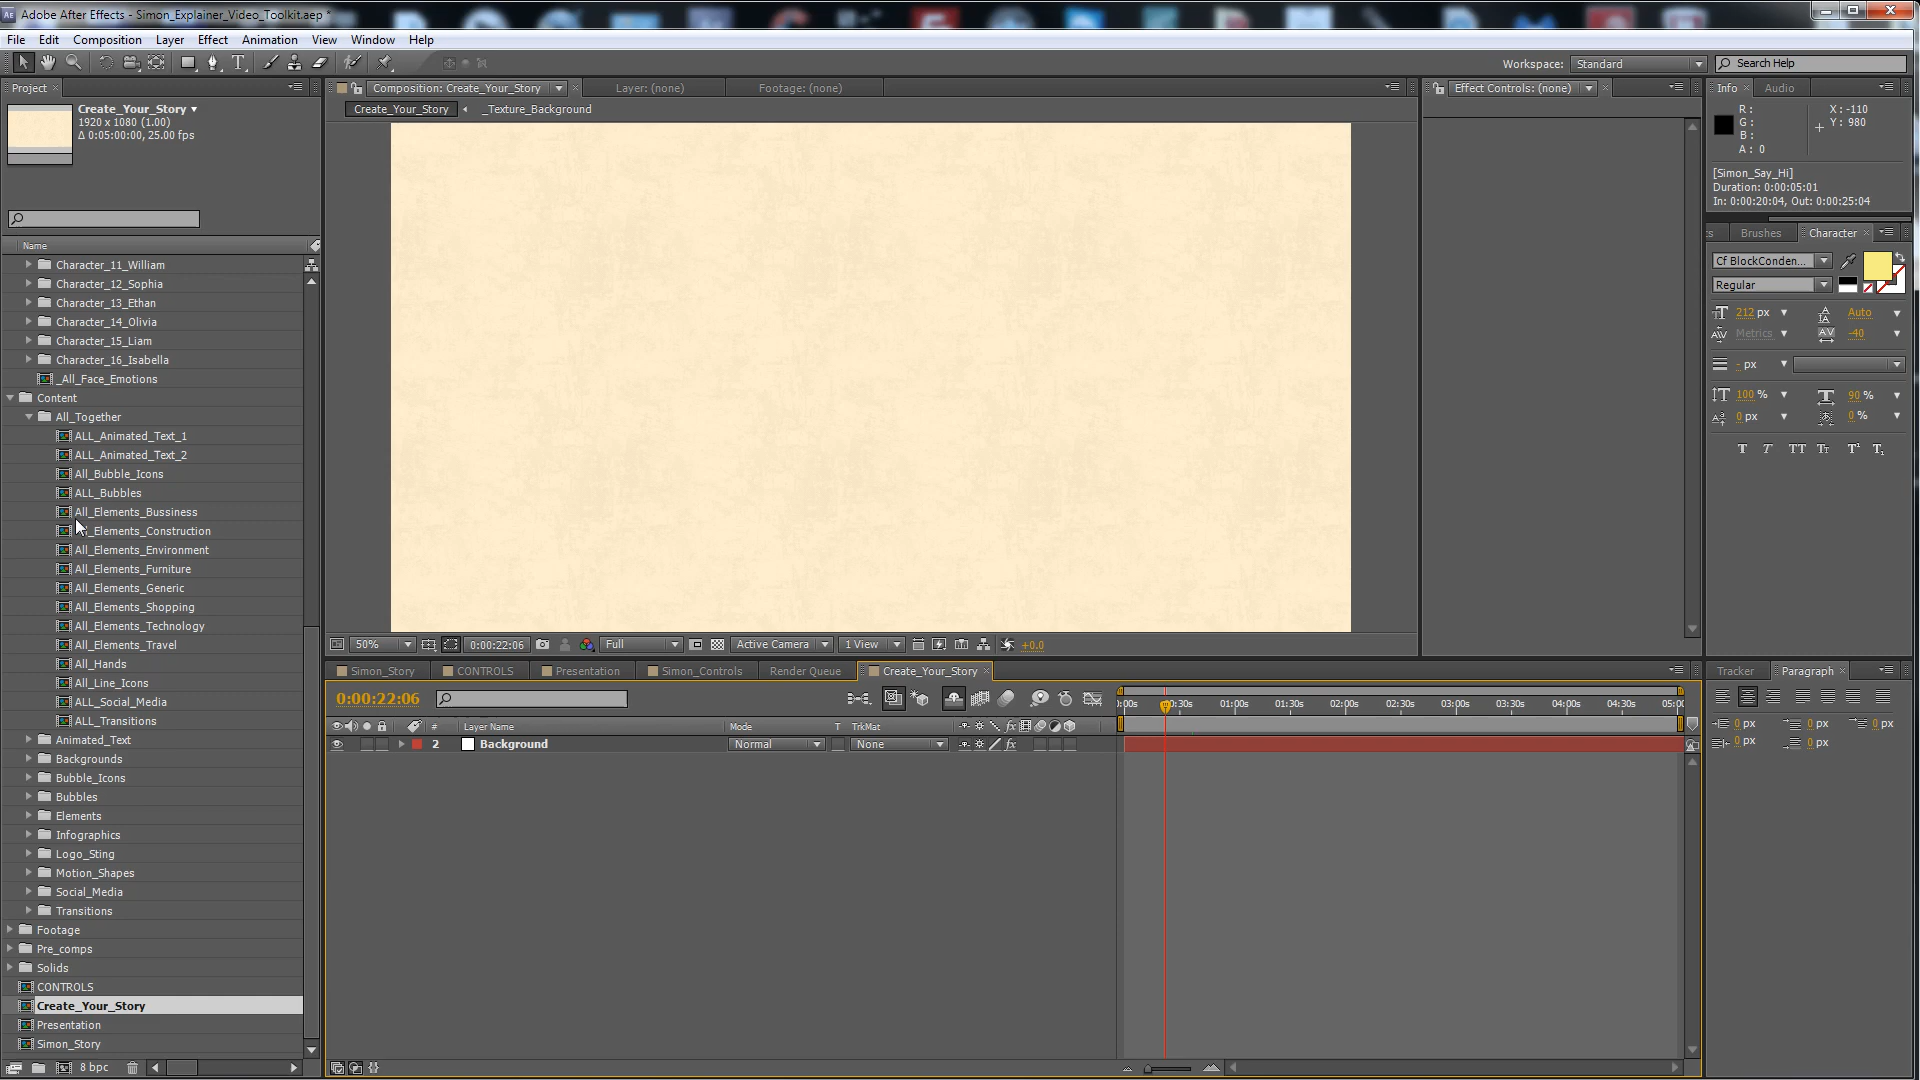 Adobe After Effects - Simon_Explainer_Video_Toolkit.aep *
File Edit Composition Layer Effect Animation View Window Help
Workspace: Standard Search Help
Project
Create_Your_Story
1920 x 1080 (1.00)
Δ 0:05:00:00, 25.00 fps
Name
Character_11_William
Character_12_Sophia
Character_13_Ethan
Character_14_Olivia
Character_15_Liam
Character_16_Isabella
_All_Face_Emotions
Content
All_Together
ALL_Animated_Text_1
ALL_Animated_Text_2
All_Bubble_Icons
ALL_Bubbles
All_Elements_Bussiness
_Elements_Construction
All_Elements_Environment
All_Elements_Furniture
All_Elements_Generic
All_Elements_Shopping
All_Elements_Technology
All_Elements_Travel
All_Hands
All_Line_Icons
ALL_Social_Media
ALL_Transitions
Animated_Text
Backgrounds
Bubble_Icons
Bubbles
Elements
Infographics
Logo_Sting
Motion_Shapes
Social_Media
Transitions
Footage
Pre_comps
Solids
CONTROLS
Create_Your_Story
Presentation
Simon_Story
8 bpc
Composition: Create_Your_Story Layer: (none) Footage: (none)
Create_Your_Story _Texture_Background
50% 0:00:22:06 Full Active Camera 1 View +0.0
Effect Controls: (none)
Info Audio
R:
G:
B:
A: 0
X: -110
Y: 980
[Simon_Say_Hi]
Duration: 0:00:05:01
In: 0:00:20:04, Out: 0:00:25:04
Brushes Character
Cf BlockConden...
Regular
212 px Auto
Metrics -40
- px
100 % 90 %
0 px 0 %
T T TT Tt T¹ T₁
Simon_Story CONTROLS Presentation Simon_Controls Render Queue Create_Your_Story
0:00:22:06
# Layer Name Mode T TrkMat
2 Background Normal None
:00s 00:30s 01:00s 01:30s 02:00s 02:30s 03:00s 03:30s 04:00s 04:30s 05:00
Tracker Paragraph
0 px 0 px 0 px
0 px 0 px